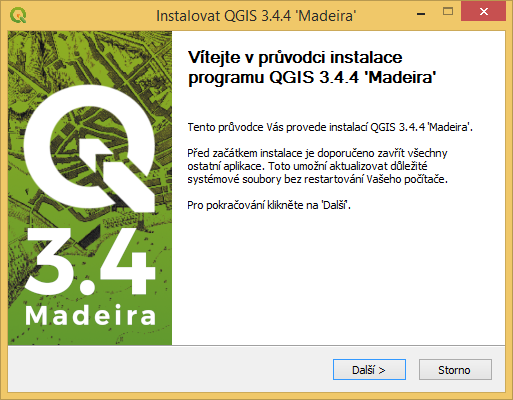 Instalovat QGIS 3.4.4 'Madeira'
Vítejte v průvodci instalace
programu QGIS 3.4.4 'Madeira'
Tento průvodce Vás provede instalací QGIS 3.4.4 'Madeira'.
Před začátkem instalace je doporučeno zavřít všechny
ostatní aplikace. Toto umožní aktualizovat důležité
systémové soubory bez restartování Vašeho počítače.
Pro pokračování klikněte na 'Další'.
3.4
Madeira
Další >
Storno